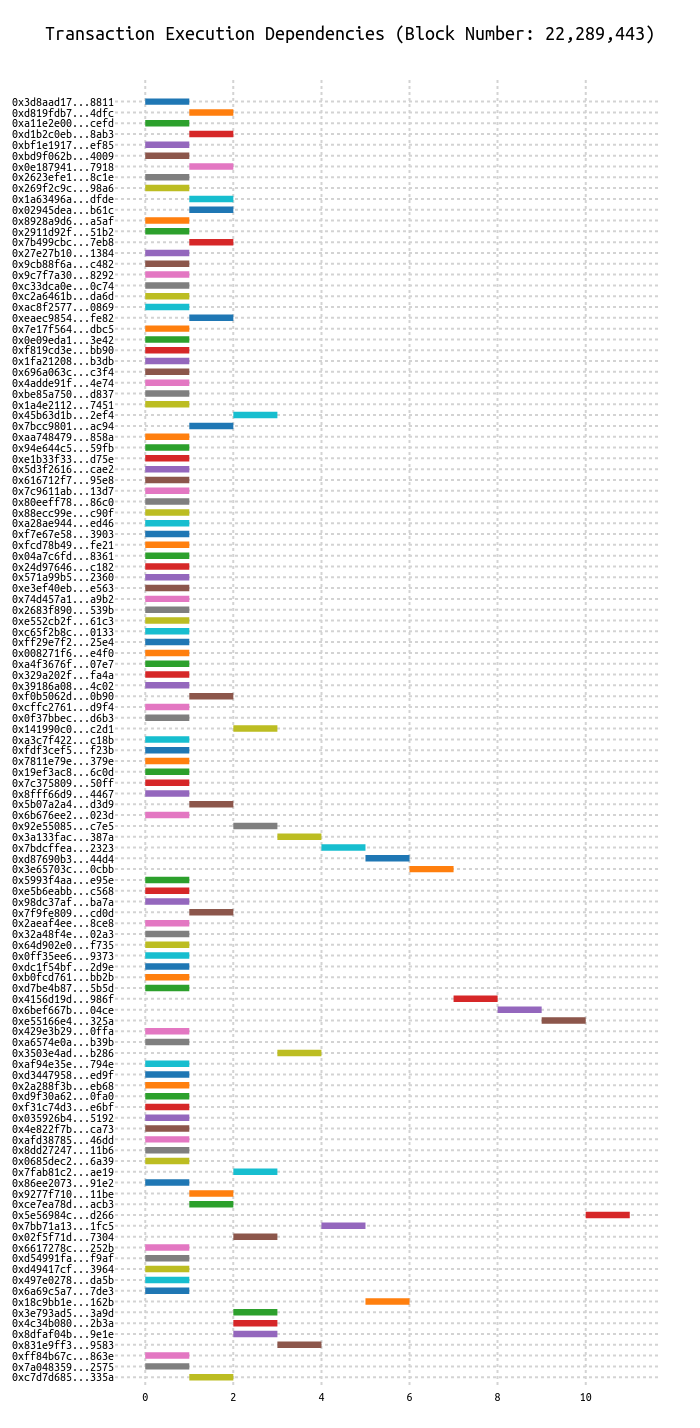 Transaction Execution Dependencies (Block Number: 22,289,443)
0x3d8aad17...8811
0xd819fdb7...4dfc
0xa11e2e00...cefd
0xd1b2c0eb...8ab3
0xbf1e1917...ef85
0xbd9f062b...4009
0x0e187941...7918
0x2623efe1...8c1e
0x269f2c9c...98a6
0x1a63496a...dfde
0x02945dea...b61c
0x8928a9d6...a5af
0x2911d92f...51b2
0x7b499cbc...7eb8
0x27e27b10...1384
0x9cb88f6a...c482
0x9c7f7a30...8292
0xc33dca0e...0c74
0xc2a6461b...da6d
0xac8f2577...0869
0xeaec9854...fe82
0x7e17f564...dbc5
0x0e09eda1...3e42
0xf819cd3e...bb90
0x1fa21208...b3db
0x696a063c...c3f4
0x4adde91f...4e74
0xbe85a750...d837
0x1a4e2112...7451
0x45b63d1b...2ef4
0x7bcc9801...ac94
0xaa748479...858a
0x94e644c5...59fb
0xe1b33f33...d75e
0x5d3f2616...cae2
0x616712f7...95e8
0x7c9611ab...13d7
0x80eeff78...86c0
0x88ecc99e...c90f
0xa28ae944...ed46
0xf7e67e58...3903
0xfcd78b49...fe21
0x04a7c6fd...8361
0x24d97646...c182
0x571a99b5...2360
0xe3ef40eb...e563
0x74d457a1...a9b2
0x2683f890...539b
0xe552cb2f...61c3
0xc65f2b8c...0133
0xff29e7f2...25e4
0x008271f6...e4f0
0xa4f3676f...07e7
0x329a202f...fa4a
0x39186a08...4c02
0xf0b5062d...0b90
0xcffc2761...d9f4
0x0f37bbec...d6b3
0x141990c0...c2d1
0xa3c7f422...c18b
0xfdf3cef5...f23b
0x7811e79e...379e
0x19ef3ac8...6c0d
0x7c375809...50ff
0x8fff66d9...4467
0x5b07a2a4...d3d9
0x6b676ee2...023d
0x92e55085...c7e5
0x3a133fac...387a
0x7bdcffea...2323
0xd87690b3...44d4
0x3e65703c...0cbb
0x5993f4aa...e95e
0xe5b6eabb...c568
0x98dc37af...ba7a
0x7f9fe809...cd0d
0x2aeaf4ee...8ce8
0x32a48f4e...02a3
0x64d902e0...f735
0x0ff35ee6...9373
0xdc1f54bf...2d9e
0xb0fcd761...bb2b
0xd7be4b87...5b5d
0x4156d19d...986f
0x6bef667b...04ce
0xe55166e4...325a
0x429e3b29...0ffa
0xa6574e0a...b39b
0x3503e4ad...b286
0xaf94e35e...794e
0xd3447958...ed9f
0x2a288f3b...eb68
0xd9f30a62...0fa0
0xf31c74d3...e6bf
0x035926b4...5192
0x4e822f7b...ca73
0xafd38785...46dd
0x8dd27247...11b6
0x0685dec2...6a39
0x7fab81c2...ae19
0x86ee2073...91e2
0x9277f710...11be
0xce7ea78d...acb3
0x5e56984c...d266
0x7bb71a13...1fc5
0x02f5f71d...7304
0x6617278c...252b
0xd54991fa...f9af
0xd49417cf...3964
0x497e0278...da5b
0x6a69c5a7...7de3
0x18c9bb1e...162b
0x3e793ad5...3a9d
0x4c34b080...2b3a
0x8dfaf04b...9e1e
0x831e9ff3...9583
0xff84b67c...863e
0x7a048359...2575
0xc7d7d685...335a
0 2 4 6 8 10